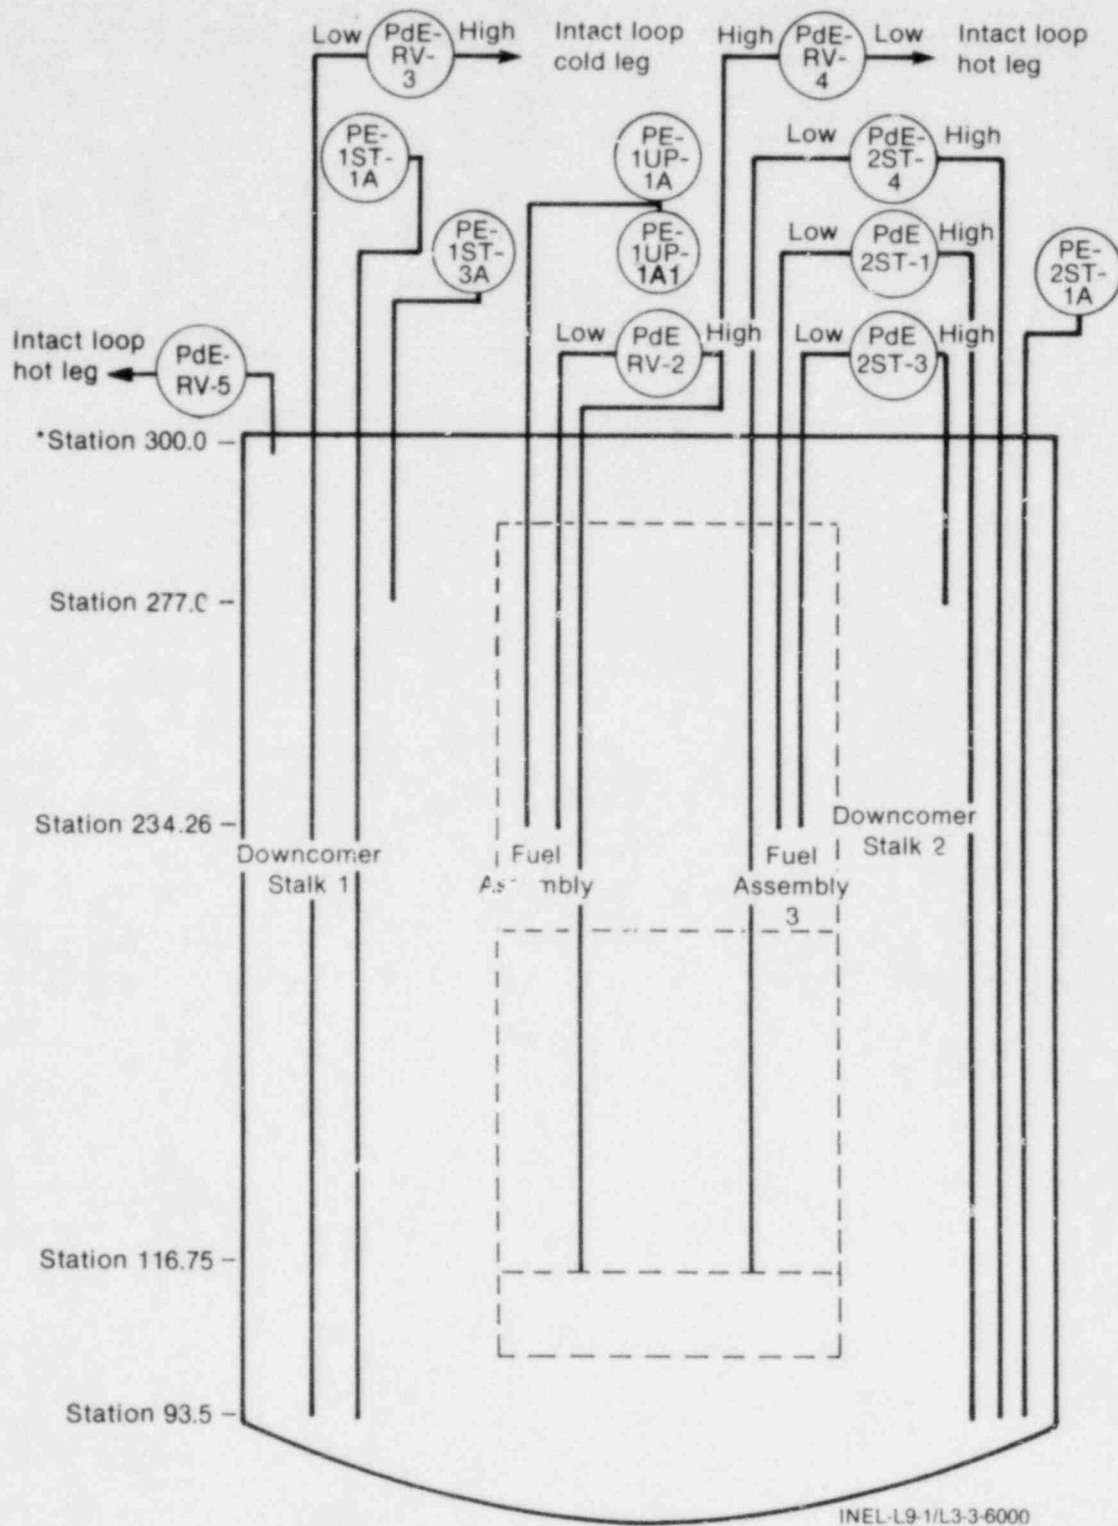 Low
PdE-
RV-
3
High
Intact loop
cold leg
High
PdE-
RV-
4
Low
Intact loop
hot leg
PE-
1ST-
1A
PE-
1UP-
1A
Low
PdE-
2ST-
4
High
PE-
1ST-
3A
PE-
1UP-
1A1
Low
PdE
2ST-1
High
PE-
2ST-
1A
Intact loop
hot leg
PdE-
RV-5
Low
PdE
RV-2
High
Low
PdE
2ST-3
High
*Station 300.0
Station 277.0
Station 234.26
Downcomer
Stalk 1
Fuel
Fuel
Assembly
3
Downcomer
Stalk 2
Station 116.75
Station 93.5
INEL-L9-1/L3-3-6000